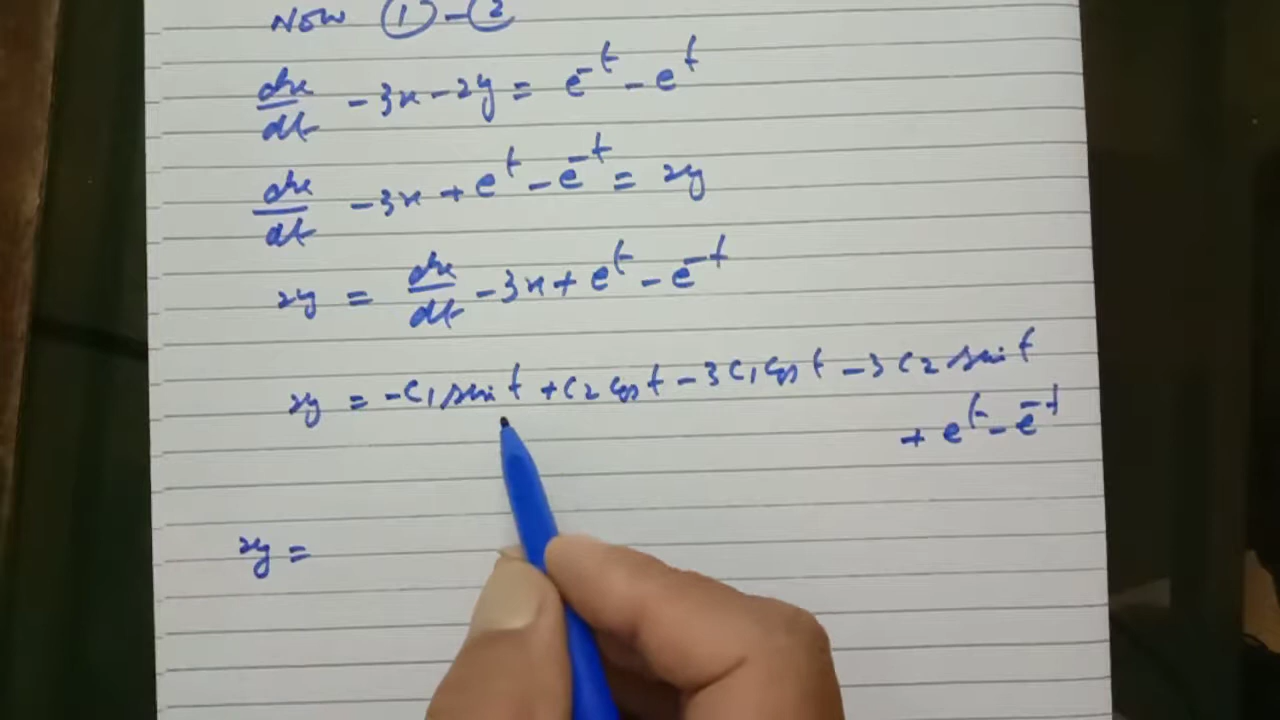 Now ① - ②
dx/dt - 3x - 2y = e^-t - e^t
dx/dt - 3x + e^t - e^-t = 2y
2y = dx/dt - 3x + e^t - e^-t
2y = -C1 sin t + C2 cos t - 3C1 cos t - 3C2 sin t
+ e^t - e^-t
2y =